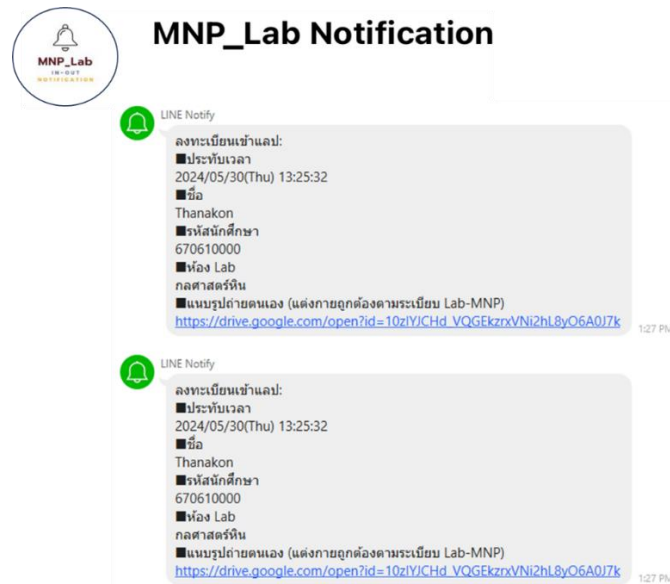 MNP_Lab
IN-OUT
NOTIFICATION
MNP_Lab Notification
LINE Notify
ลงทะเบียนเข้าแลป:
■ประทับเวลา
2024/05/30(Thu) 13:25:32
■ชื่อ
Thanakon
■รหัสนักศึกษา
670610000
■ห้อง Lab
กลศาสตร์หิน
■แนบรูปถ่ายตนเอง (แต่งกายถูกต้องตามระเบียบ Lab-MNP)
https://drive.google.com/open?id=10zlYJCHd_VQGEkzrxVNi2hL8yO6A0J7k
1:27 PM
LINE Notify
ลงทะเบียนเข้าแลป:
■ประทับเวลา
2024/05/30(Thu) 13:25:32
■ชื่อ
Thanakon
■รหัสนักศึกษา
670610000
■ห้อง Lab
กลศาสตร์หิน
■แนบรูปถ่ายตนเอง (แต่งกายถูกต้องตามระเบียบ Lab-MNP)
https://drive.google.com/open?id=10zlYJCHd_VQGEkzrxVNi2hL8yO6A0J7k
1:27 PM